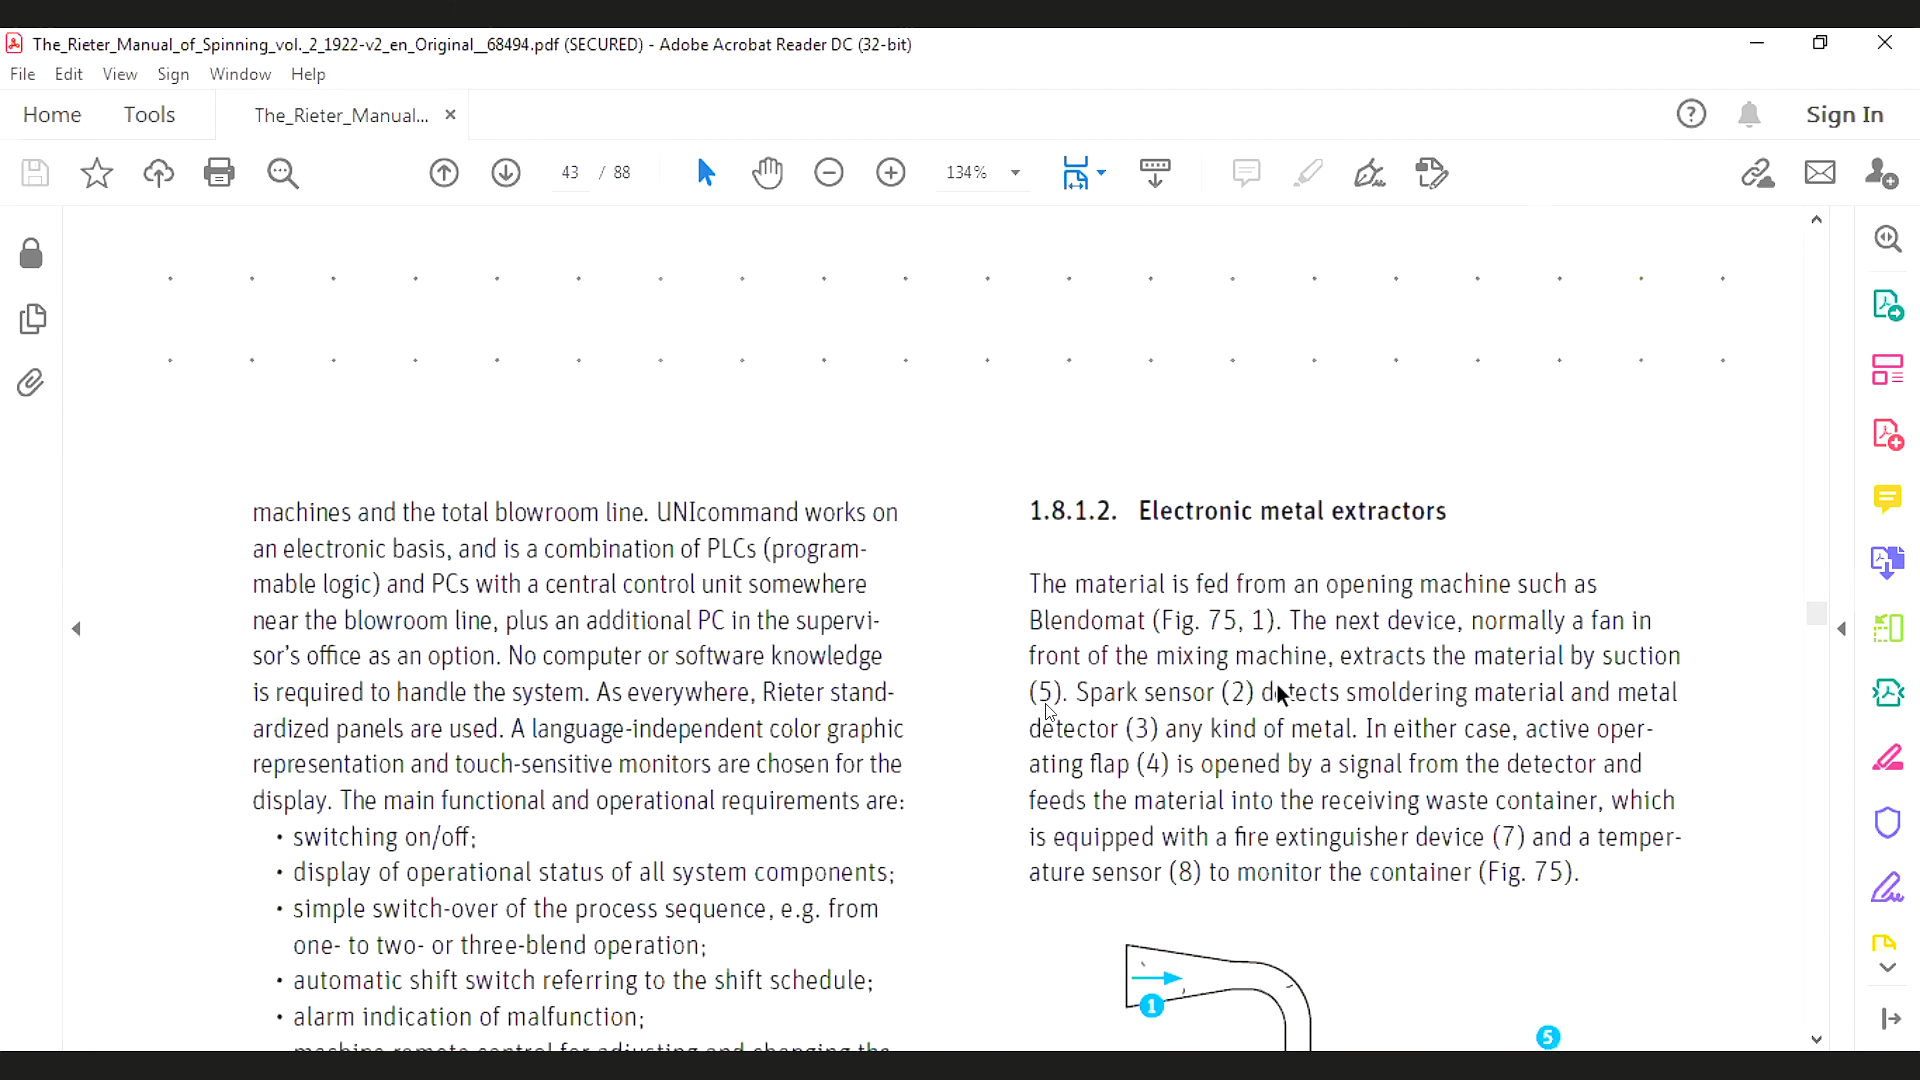 The_Rieter_Manual_of_Spinning_vol._2_1922-v2_en_Original__68494.pdf (SECURED) - Adobe Acrobat Reader DC (32-bit)
File Edit View Sign Window Help
Home Tools The_Rieter_Manual... × Sign In
43 / 88 134%
machines and the total blowroom line. UNIcommand works on
an electronic basis, and is a combination of PLCs (program-
mable logic) and PCs with a central control unit somewhere
near the blowroom line, plus an additional PC in the supervi-
sor's office as an option. No computer or software knowledge
is required to handle the system. As everywhere, Rieter stand-
ardized panels are used. A language-independent color graphic
representation and touch-sensitive monitors are chosen for the
display. The main functional and operational requirements are:
• switching on/off;
• display of operational status of all system components;
• simple switch-over of the process sequence, e.g. from
one- to two- or three-blend operation;
• automatic shift switch referring to the shift schedule;
• alarm indication of malfunction;
machine remote control for adjusting and changing the
1.8.1.2. Electronic metal extractors
The material is fed from an opening machine such as
Blendomat (Fig. 75, 1). The next device, normally a fan in
front of the mixing machine, extracts the material by suction
(5). Spark sensor (2) detects smoldering material and metal
detector (3) any kind of metal. In either case, active oper-
ating flap (4) is opened by a signal from the detector and
feeds the material into the receiving waste container, which
is equipped with a fire extinguisher device (7) and a temper-
ature sensor (8) to monitor the container (Fig. 75).
1
5